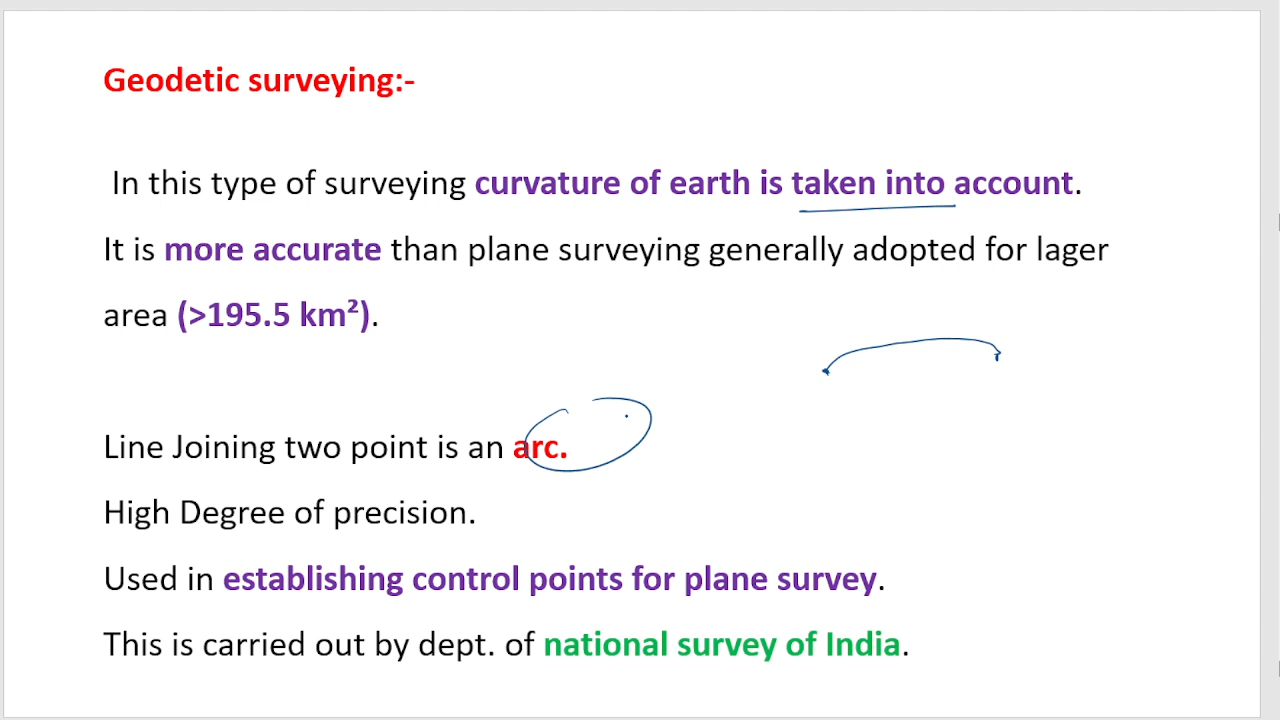 Geodetic surveying:-
In this type of surveying curvature of earth is taken into account.
It is more accurate than plane surveying generally adopted for lager
area (>195.5 km²).
Line Joining two point is an arc.
High Degree of precision.
Used in establishing control points for plane survey.
This is carried out by dept. of national survey of India.